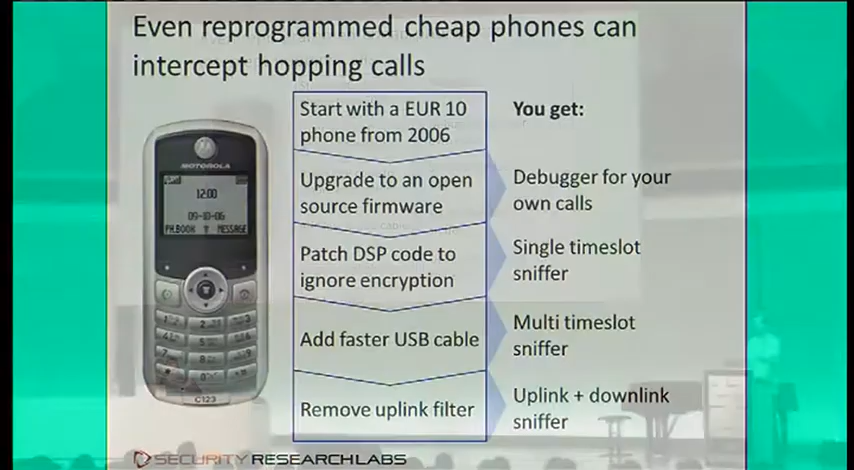 Even reprogrammed cheap phones can
intercept hopping calls
Start with a EUR 10
phone from 2006
You get:
Upgrade to an open
source firmware
Debugger for your
own calls
Patch DSP code to
ignore encryption
Single timeslot
sniffer
Add faster USB cable
Multi timeslot
sniffer
Remove uplink filter
Uplink + downlink
sniffer
MOTOROLA
12:00
09-10-06
PH.BOOK MESSAGE
C123
SECURITY RESEARCH LABS